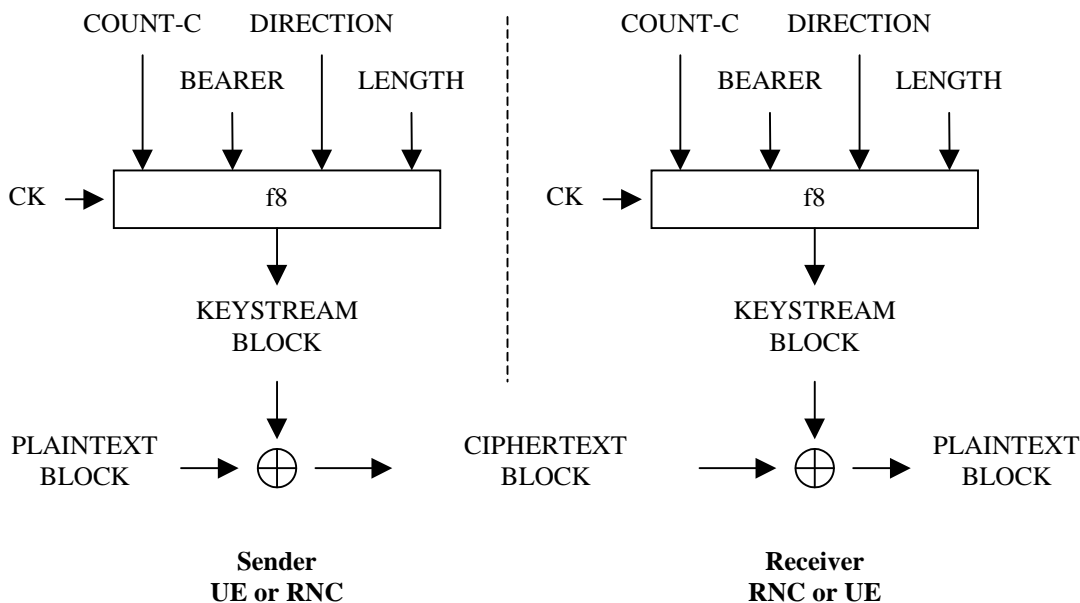 COUNT-C DIRECTION COUNT-C DIRECTION
BEARER LENGTH BEARER LENGTH
CK f8 CK f8
KEYSTREAM KEYSTREAM
BLOCK BLOCK
PLAINTEXT CIPHERTEXT PLAINTEXT
BLOCK BLOCK BLOCK
Sender Receiver
UE or RNC RNC or UE